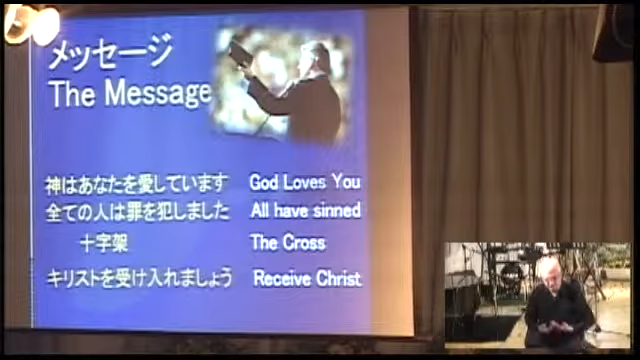 メッセージ
The Message
神はあなたを愛しています God Loves You
全ての人は罪を犯しました All have sinned
十字架 The Cross
キリストを受け入れましょう Receive Christ